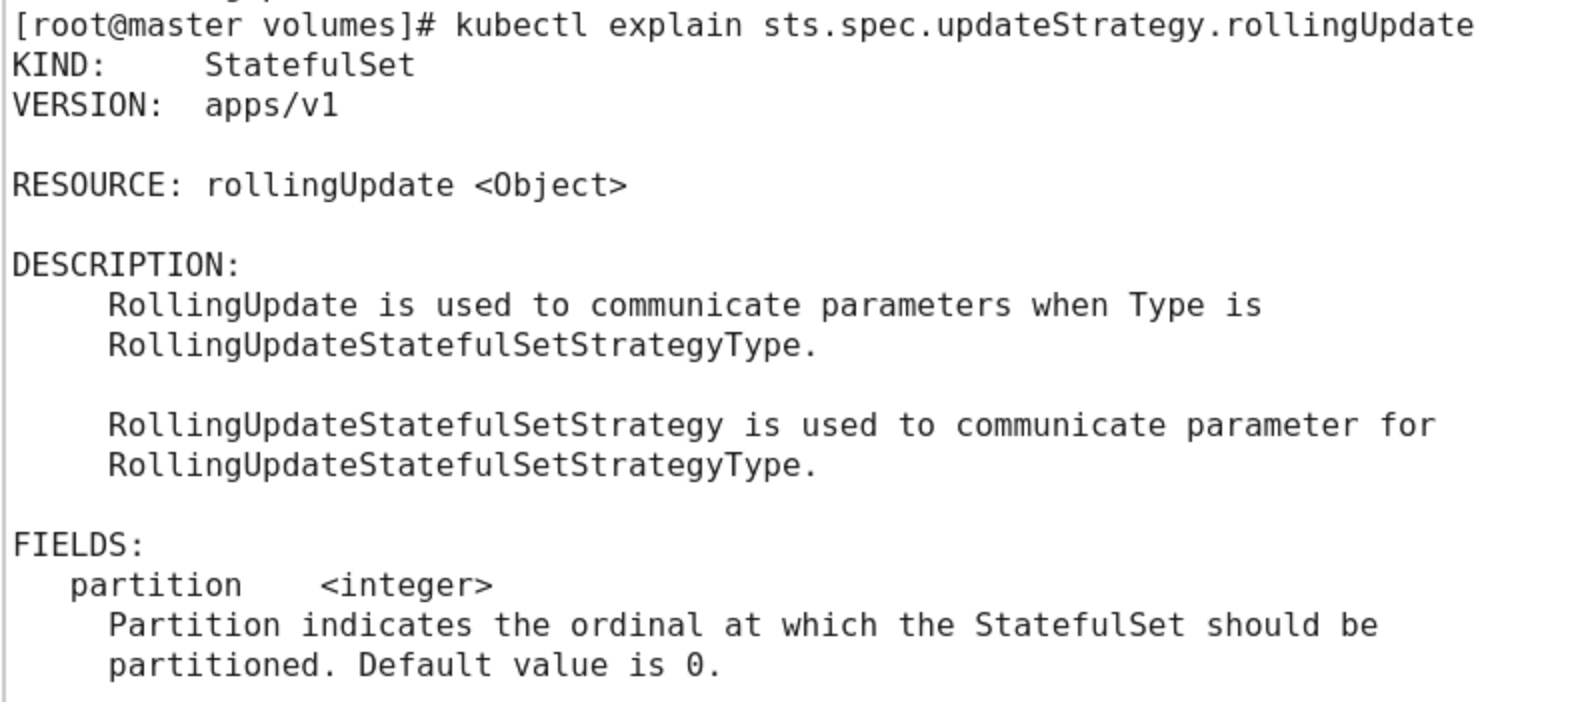 [root@master volumes]# kubectl explain sts.spec.updateStrategy.rollingUpdate
KIND:     StatefulSet
VERSION:  apps/v1
RESOURCE: rollingUpdate <Object>
DESCRIPTION:
     RollingUpdate is used to communicate parameters when Type is
     RollingUpdateStatefulSetStrategyType.
     RollingUpdateStatefulSetStrategy is used to communicate parameter for
     RollingUpdateStatefulSetStrategyType.
FIELDS:
   partition    <integer>
     Partition indicates the ordinal at which the StatefulSet should be
     partitioned. Default value is 0.